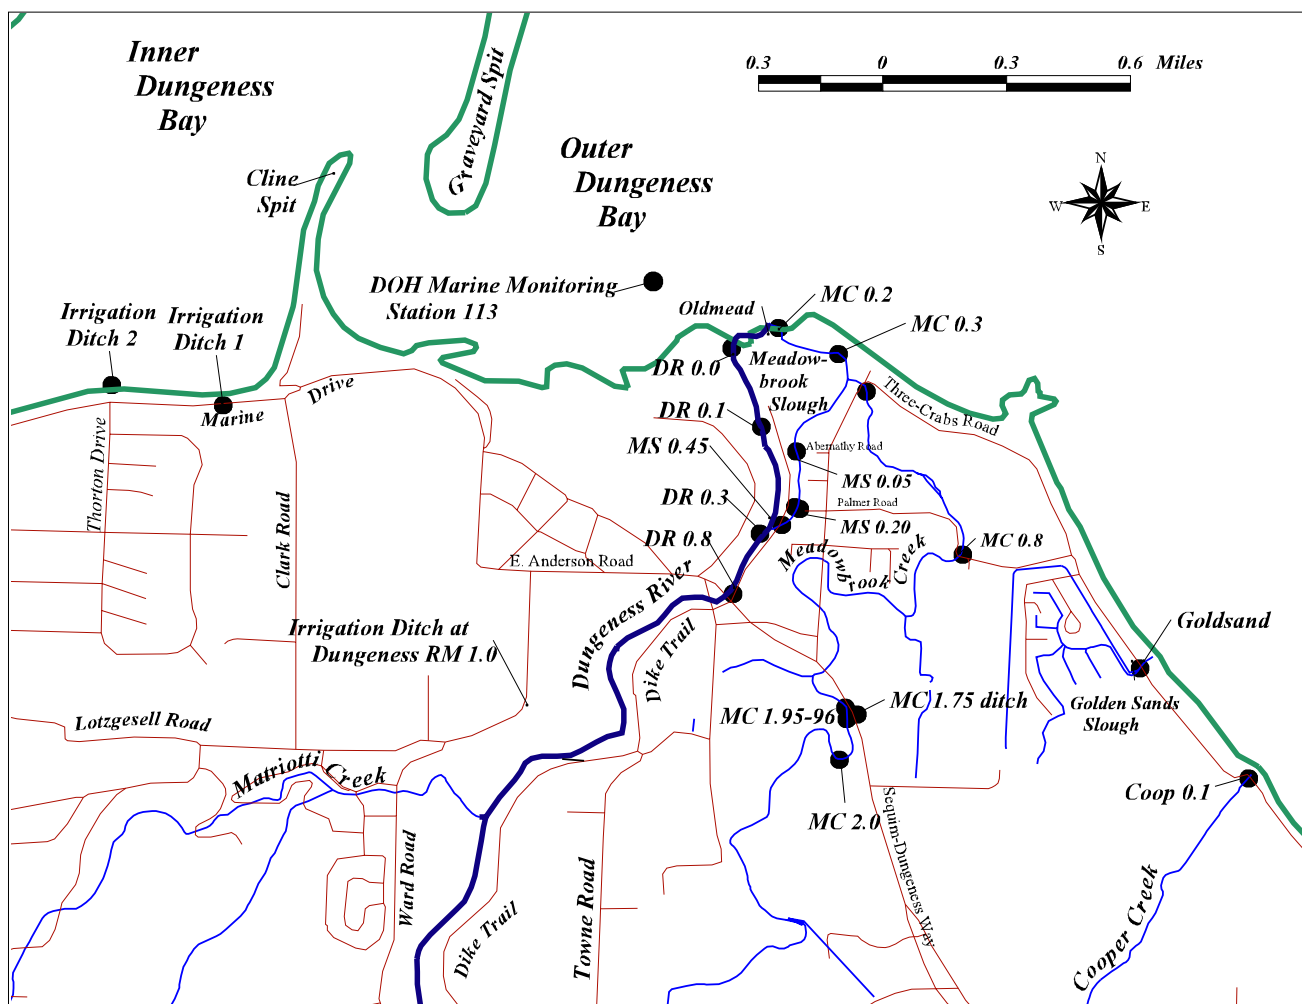 Inner
Dungeness
Bay
Graveyard Spit
0.3 0 0.3 0.6 Miles
Outer
Dungeness
Bay
N
W E
S
Cline
Spit
DOH Marine Monitoring
Station 113
Irrigation
Ditch 2
Irrigation
Ditch 1
Oldmead
MC 0.2
MC 0.3
DR 0.0
Meadow-
brook
Slough
Marine
Drive
Three-Crabs Road
DR 0.1
MS 0.45
Abernathy Road
MS 0.05
Thorton Drive
Clark Road
DR 0.3
Palmer Road
MS 0.20
DR 0.8
MC 0.8
Meadowbrook
Creek
E. Anderson Road
Dungeness River
Irrigation Ditch at
Dungeness RM 1.0
Dike Trail
Goldsand
Golden Sands
Slough
MC 1.75 ditch
MC 1.95-96
Lotzgesell Road
Matriotti Creek
MC 2.0
Coop 0.1
Sequim-Dungeness Way
Ward Road
Towne Road
Dike Trail
Cooper Creek